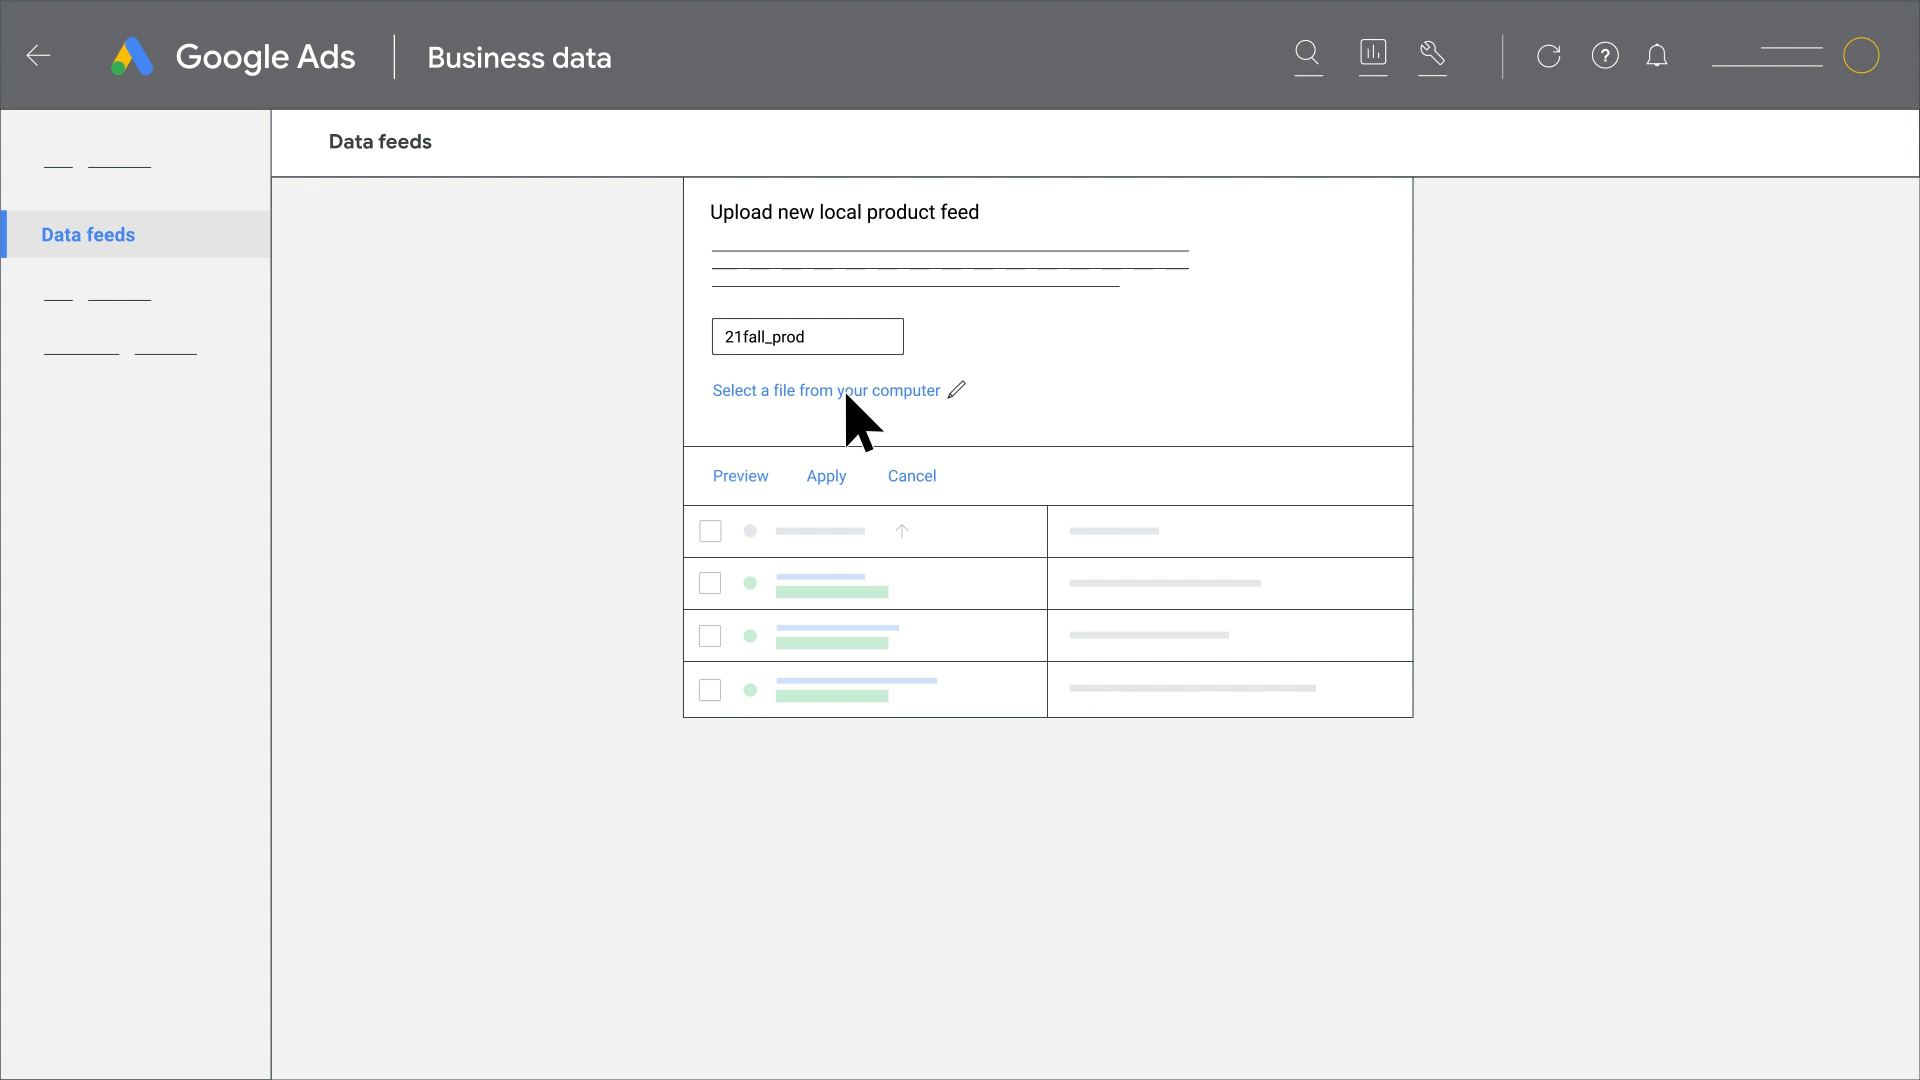 Google Ads
Business data
Data feeds
Data feeds
Upload new local product feed
21fall_prod
Select a file from your computer
Preview Apply Cancel